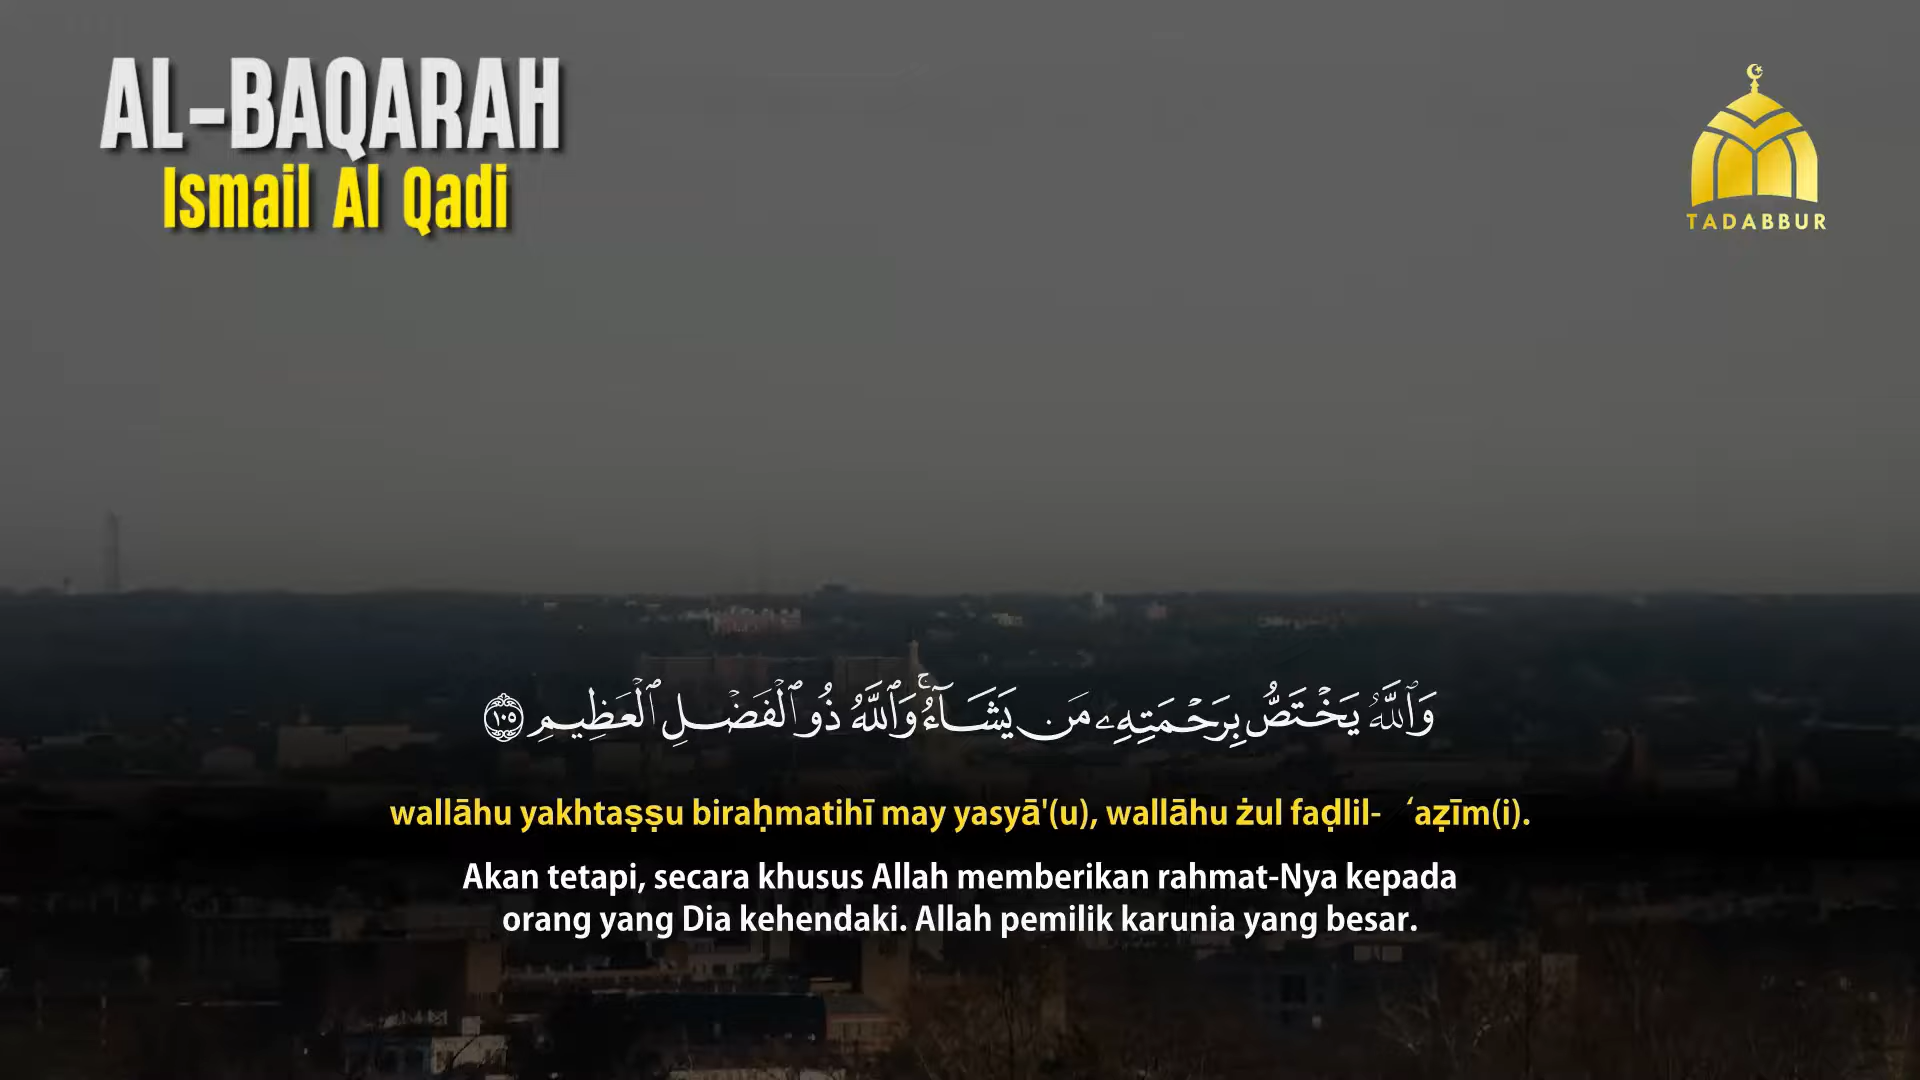 AL-BAQARAH
Ismail Al Qadi
TADABBUR
وَٱللَّهُ يَخْتَصُّ بِرَحْمَتِهِۦ مَن يَشَآءُۚ وَٱللَّهُ ذُو ٱلْفَضْلِ ٱلْعَظِيمِ ١٠٥
wallāhu yakhtaṣṣu biraḥmatihī may yasyā'(u), wallāhu żul faḍlil- ‘aẓīm(i).
Akan tetapi, secara khusus Allah memberikan rahmat-Nya kepada
orang yang Dia kehendaki. Allah pemilik karunia yang besar.